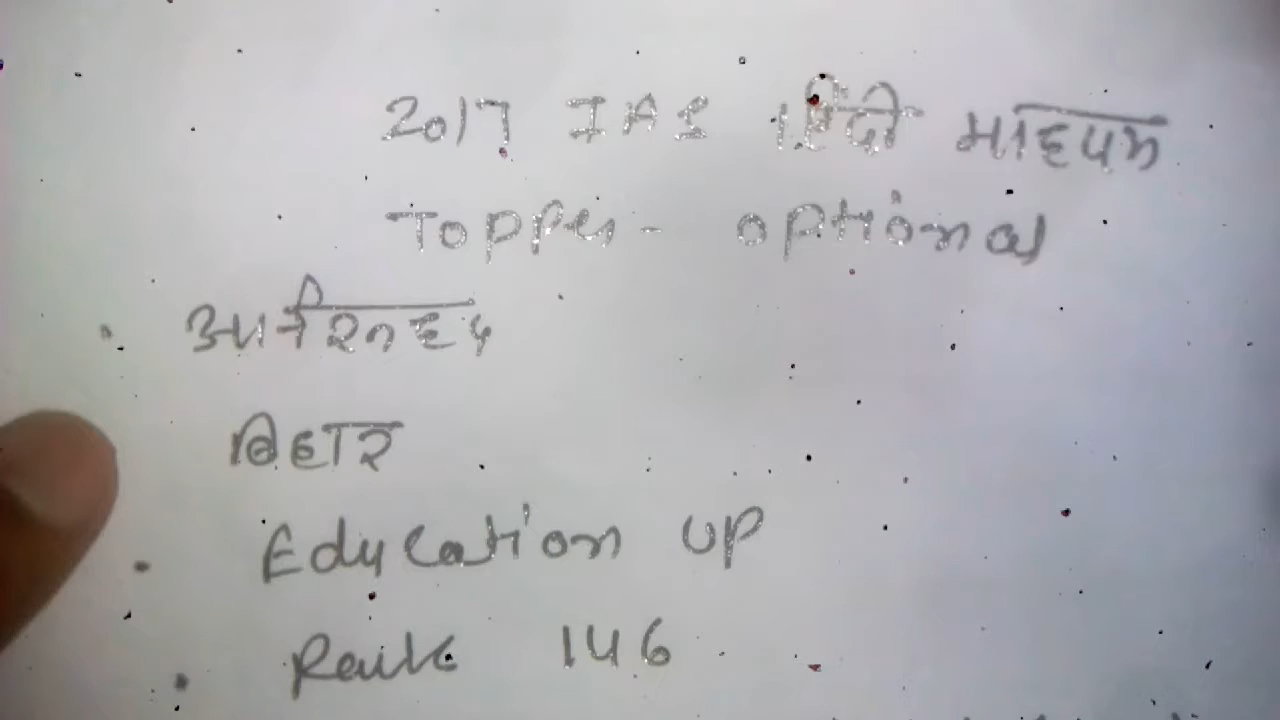 2017 IAS हिंदी माध्यम
Topper - optional
अनिरुद्ध
बिहार
Education UP
Rank 146